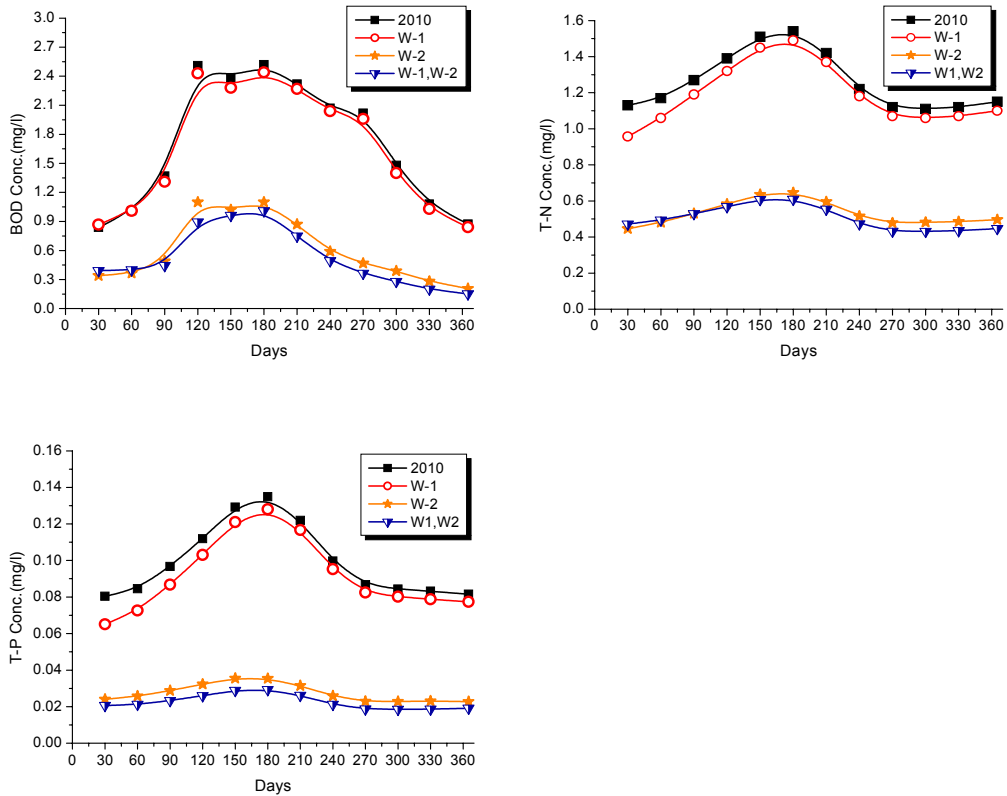 BOD Conc.(mg/l)
3.0
2.7
2.4
2.1
1.8
1.5
1.2
0.9
0.6
0.3
0.0
0 30 60 90 120 150 180 210 240 270 300 330 360
Days
2010
W-1
W-2
W-1,W-2
T-N Conc.(mg/l)
1.6
1.4
1.2
1.0
0.8
0.6
0.4
0.2
0.0
0 30 60 90 120 150 180 210 240 270 300 330 360
Days
2010
W-1
W-2
W1,W2
T-P Conc.(mg/l)
0.16
0.14
0.12
0.10
0.08
0.06
0.04
0.02
0.00
0 30 60 90 120 150 180 210 240 270 300 330 360
Days
2010
W-1
W-2
W1,W2